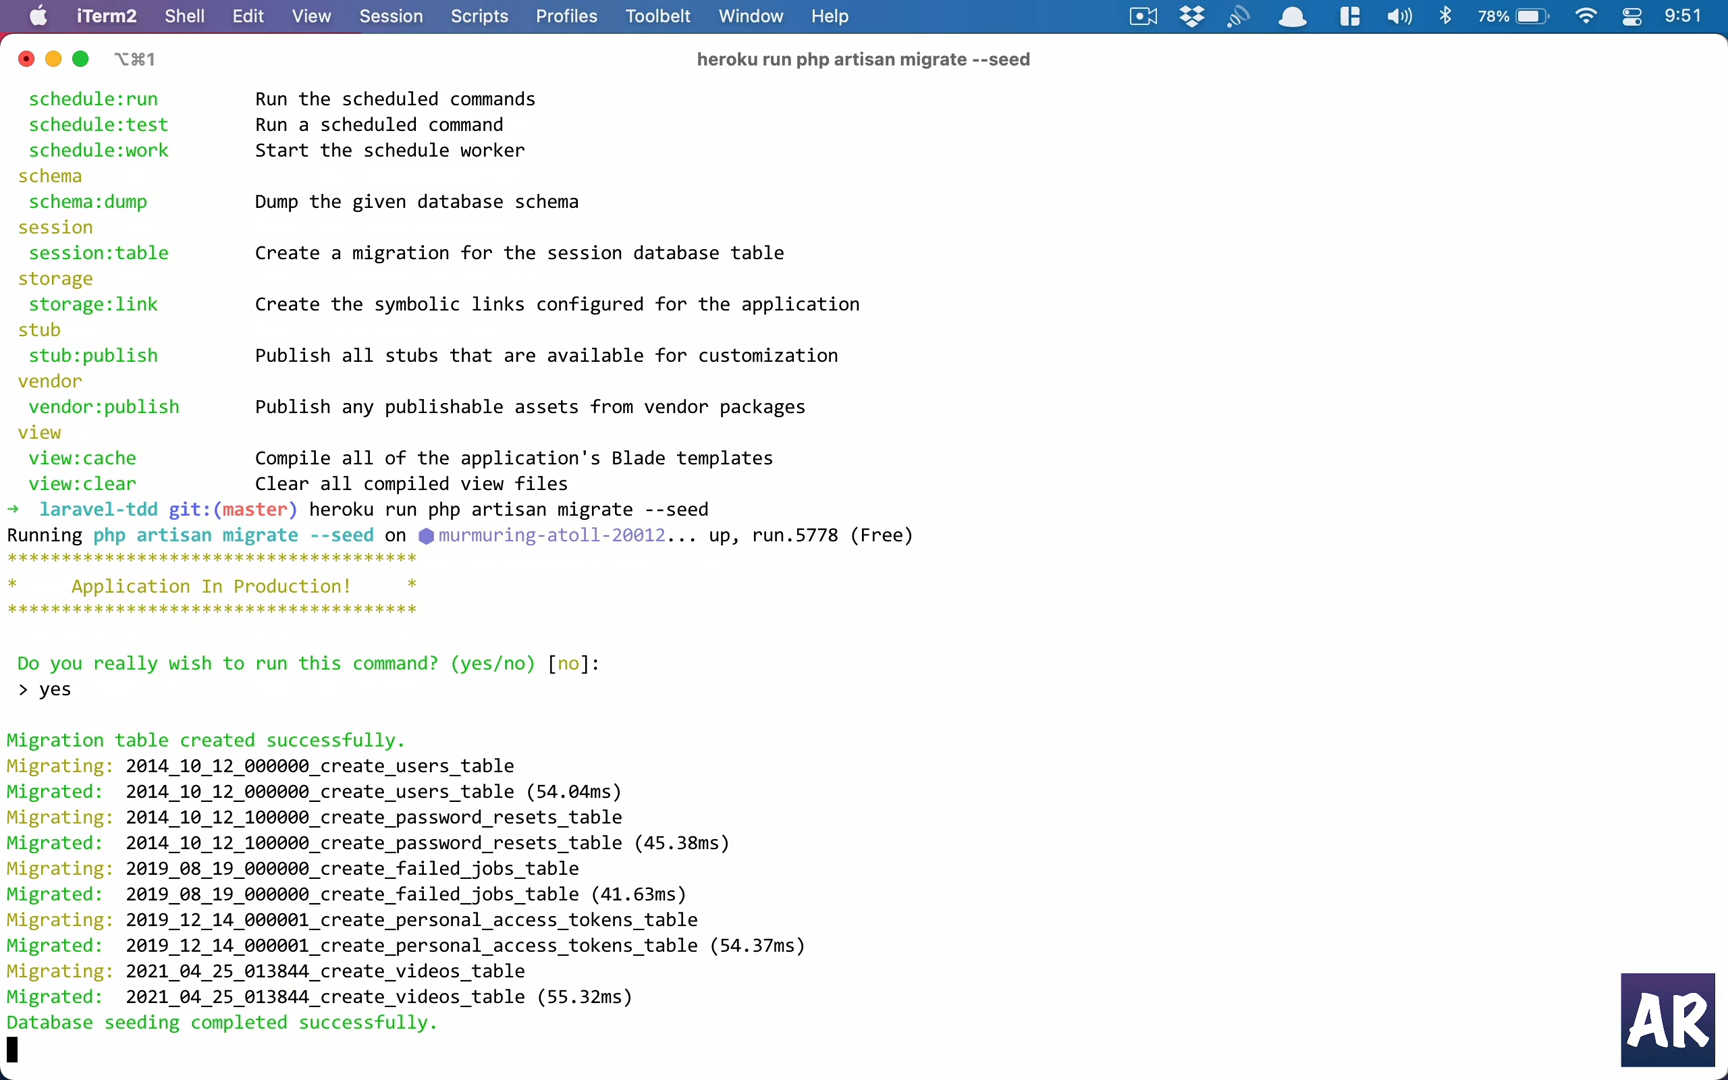 iTerm2 Shell Edit View Session Scripts Profiles Toolbelt Window Help 78% 9:51
⌥⌘1 heroku run php artisan migrate --seed
schedule:run Run the scheduled commands
schedule:test Run a scheduled command
schedule:work Start the schedule worker
schema
schema:dump Dump the given database schema
session
session:table Create a migration for the session database table
storage
storage:link Create the symbolic links configured for the application
stub
stub:publish Publish all stubs that are available for customization
vendor
vendor:publish Publish any publishable assets from vendor packages
view
view:cache Compile all of the application's Blade templates
view:clear Clear all compiled view files
➜ laravel-tdd git:(master) heroku run php artisan migrate --seed
Running php artisan migrate --seed on ⬢ murmuring-atoll-20012... up, run.5778 (Free)
**************************************
* Application In Production! *
**************************************
Do you really wish to run this command? (yes/no) [no]:
> yes
Migration table created successfully.
Migrating: 2014_10_12_000000_create_users_table
Migrated: 2014_10_12_000000_create_users_table (54.04ms)
Migrating: 2014_10_12_100000_create_password_resets_table
Migrated: 2014_10_12_100000_create_password_resets_table (45.38ms)
Migrating: 2019_08_19_000000_create_failed_jobs_table
Migrated: 2019_08_19_000000_create_failed_jobs_table (41.63ms)
Migrating: 2019_12_14_000001_create_personal_access_tokens_table
Migrated: 2019_12_14_000001_create_personal_access_tokens_table (54.37ms)
Migrating: 2021_04_25_013844_create_videos_table
Migrated: 2021_04_25_013844_create_videos_table (55.32ms)
Database seeding completed successfully.
AR